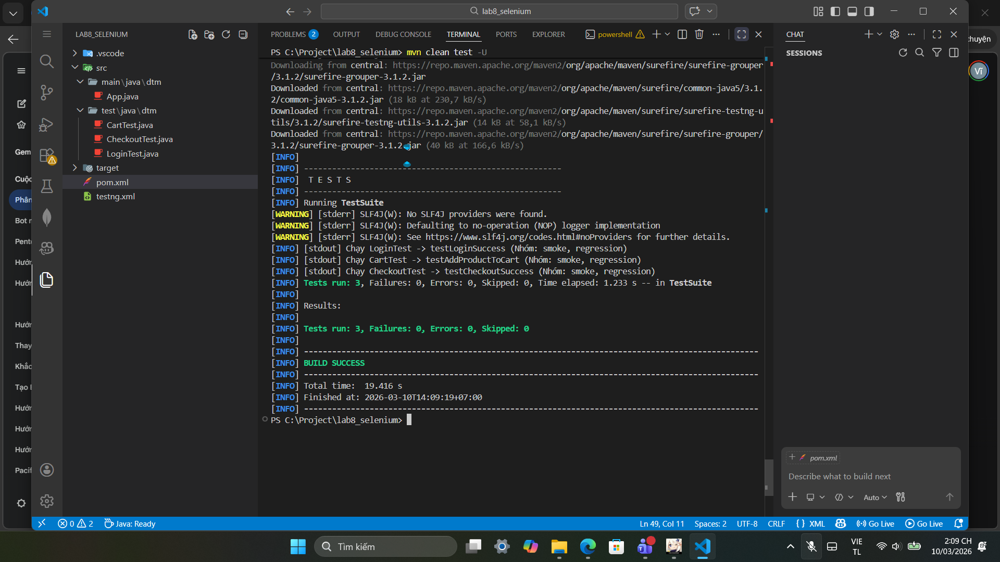 lab8_selenium
LAB8_SELENIUM
.vscode
src
main\java\dtm
App.java
test\java\dtm
CartTest.java
CheckoutTest.java
LoginTest.java
target
pom.xml
testng.xml
PROBLEMS 2 OUTPUT DEBUG CONSOLE TERMINAL PORTS EXPLORER
powershell
PS C:\Project\lab8_selenium> mvn clean test -U
Downloading from central: https://repo.maven.apache.org/maven2/org/apache/maven/surefire/surefire-grouper
/3.1.2/surefire-grouper-3.1.2.jar
Downloaded from central: https://repo.maven.apache.org/maven2/org/apache/maven/surefire/common-java5/3.1.
2/common-java5-3.1.2.jar (18 kB at 230,7 kB/s)
Downloaded from central: https://repo.maven.apache.org/maven2/org/apache/maven/surefire/surefire-testng-u
tils/3.1.2/surefire-testng-utils-3.1.2.jar (14 kB at 58,1 kB/s)
Downloaded from central: https://repo.maven.apache.org/maven2/org/apache/maven/surefire/surefire-grouper/
3.1.2/surefire-grouper-3.1.2.jar (40 kB at 166,6 kB/s)
[INFO]
[INFO] -------------------------------------------------------
[INFO]  T E S T S
[INFO] -------------------------------------------------------
[INFO] Running TestSuite
[WARNING] [stderr] SLF4J(W): No SLF4J providers were found.
[WARNING] [stderr] SLF4J(W): Defaulting to no-operation (NOP) logger implementation
[WARNING] [stderr] SLF4J(W): See https://www.slf4j.org/codes.html#noProviders for further details.
[INFO] [stdout] Chạy LoginTest -> testLoginSuccess (Nhóm: smoke, regression)
[INFO] [stdout] Chạy CartTest -> testAddProductToCart (Nhóm: smoke, regression)
[INFO] [stdout] Chạy CheckoutTest -> testCheckoutSuccess (Nhóm: smoke, regression)
[INFO] Tests run: 3, Failures: 0, Errors: 0, Skipped: 0, Time elapsed: 1.233 s -- in TestSuite
[INFO]
[INFO] Results:
[INFO]
[INFO] Tests run: 3, Failures: 0, Errors: 0, Skipped: 0
[INFO]
[INFO] ------------------------------------------------------------------------
[INFO] BUILD SUCCESS
[INFO] ------------------------------------------------------------------------
[INFO] Total time:  19.416 s
[INFO] Finished at: 2026-03-10T14:09:19+07:00
[INFO] ------------------------------------------------------------------------
PS C:\Project\lab8_selenium>
CHAT
SESSIONS
pom.xml
Describe what to build next
Auto
huyện
Vĩ
Gem
Cuộc
Phân
Bot n
Pente
Hướn
Hướn
Hướn
Thay
Khắc
Tạo
Hướn
Hướn
Hướn
Pacif
0 2 Java: Ready
Ln 49, Col 11 Spaces: 2 UTF-8 CRLF { } XML Go Live Go Live
Tìm kiếm
VIE
TL
2:09 CH
10/03/2026